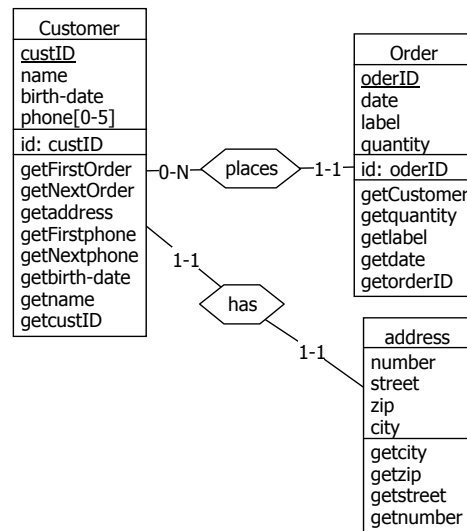 Customer
custID
name
birth-date
phone[0-5]
id: custID
getFirstOrder
getNextOrder
getaddress
getFirstphone
getNextphone
getbirth-date
getname
getcustID
0-N
places
1-1
Order
oderID
date
label
quantity
id: oderID
getCustomer
getquantity
getlabel
getdate
getorderID
1-1
has
1-1
address
number
street
zip
city
getcity
getzip
getstreet
getnumber